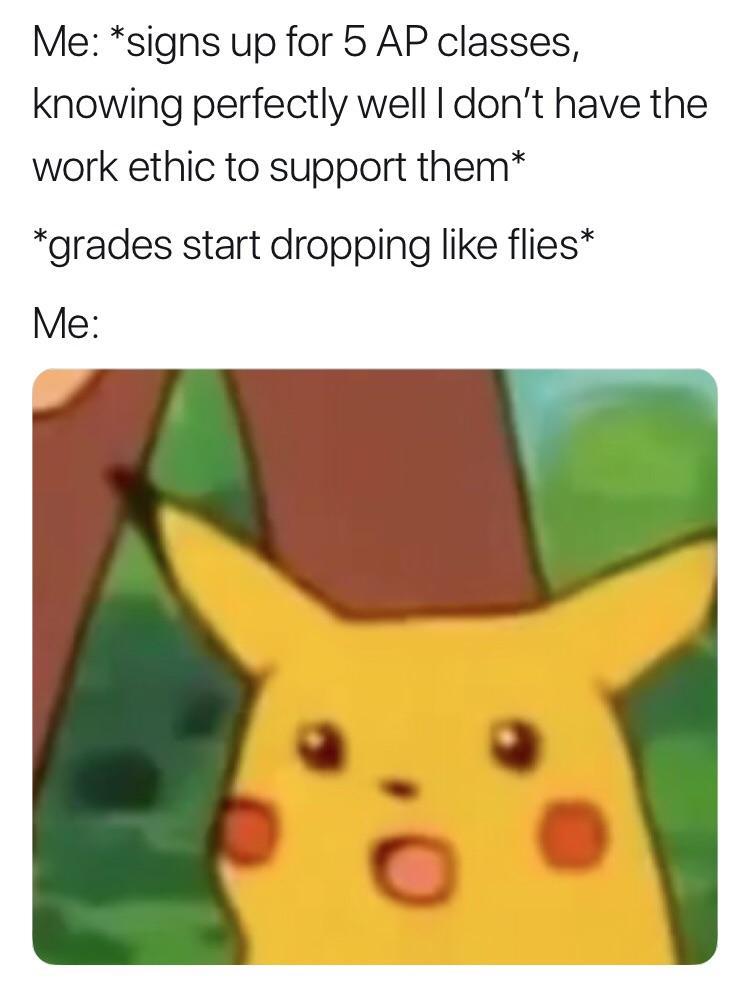 Me: *signs up for 5 AP classes,
knowing perfectly well I don’t have the
work ethic to support them*
*grades start dropping like flies*
Me: